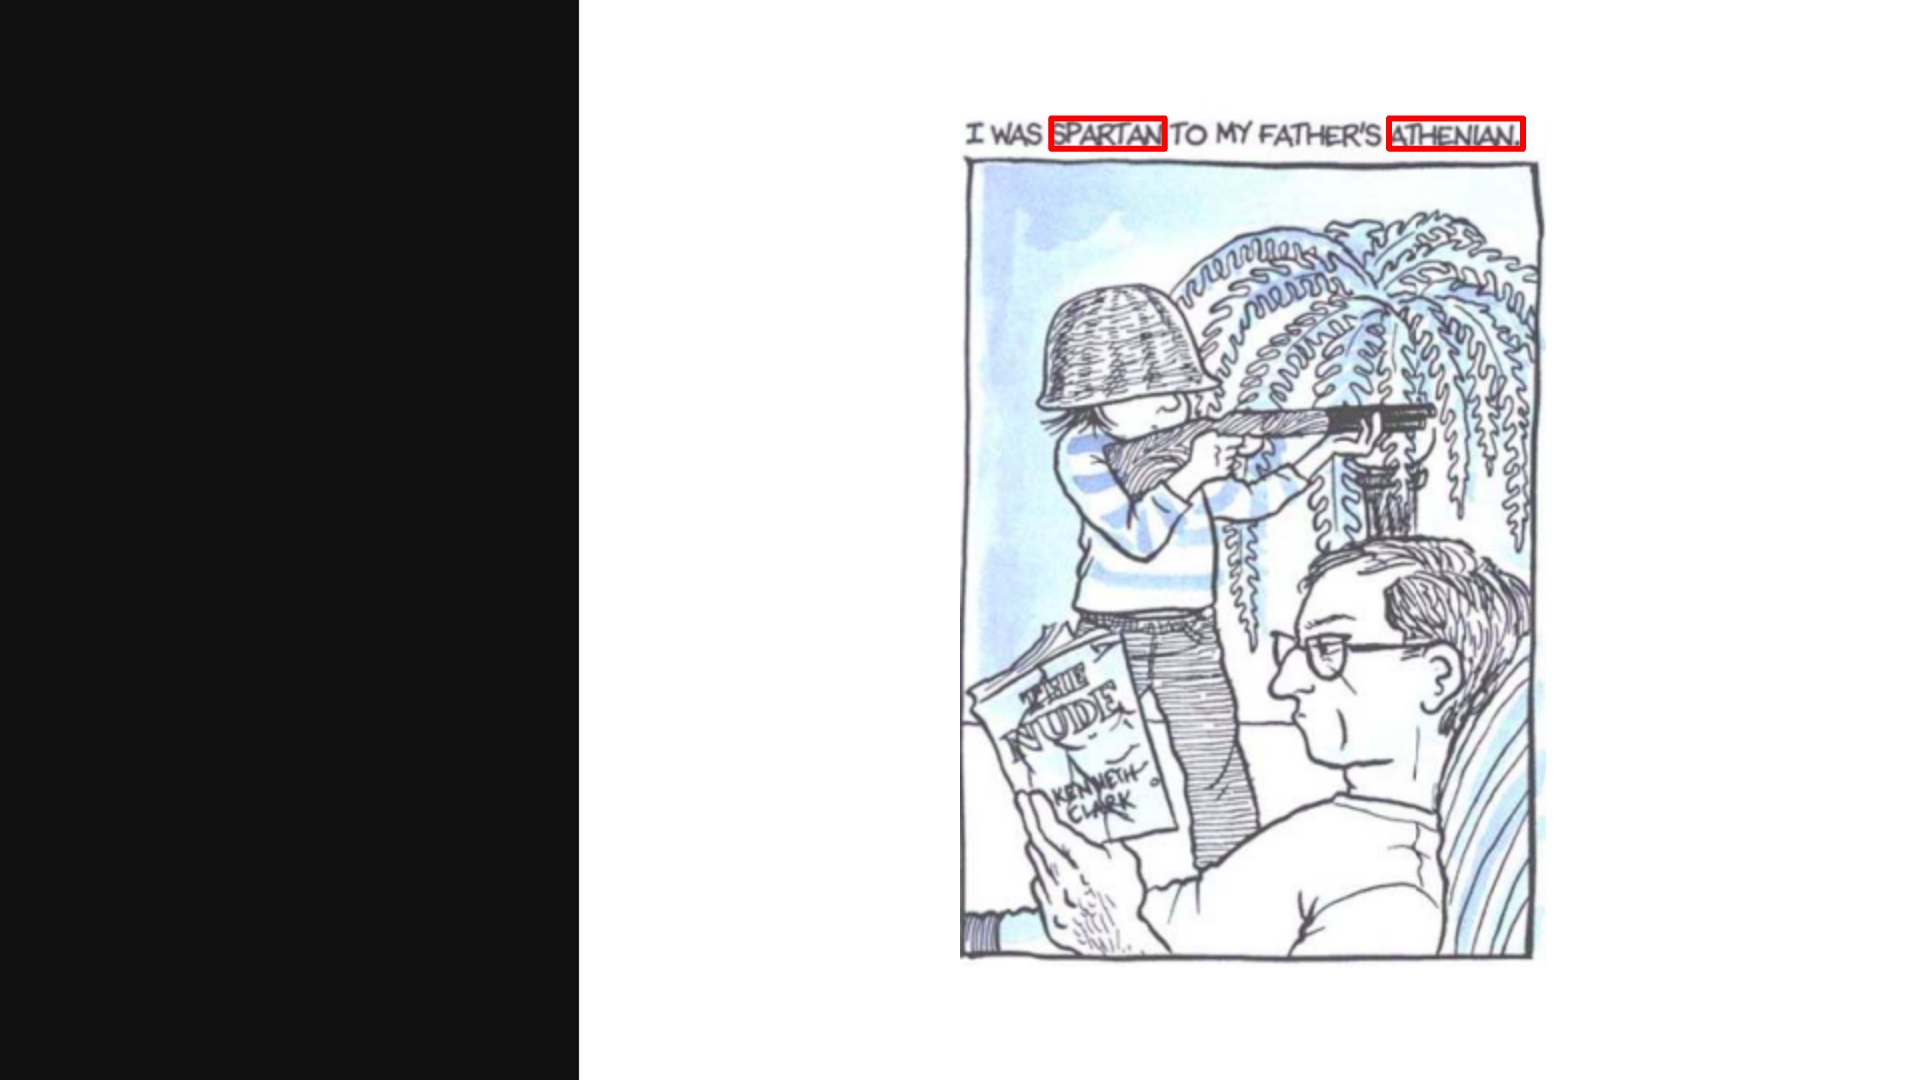 I WAS SPARTAN TO MY FATHER'S ATHENIAN.
THE
NUDE
KENNETH
CLARK